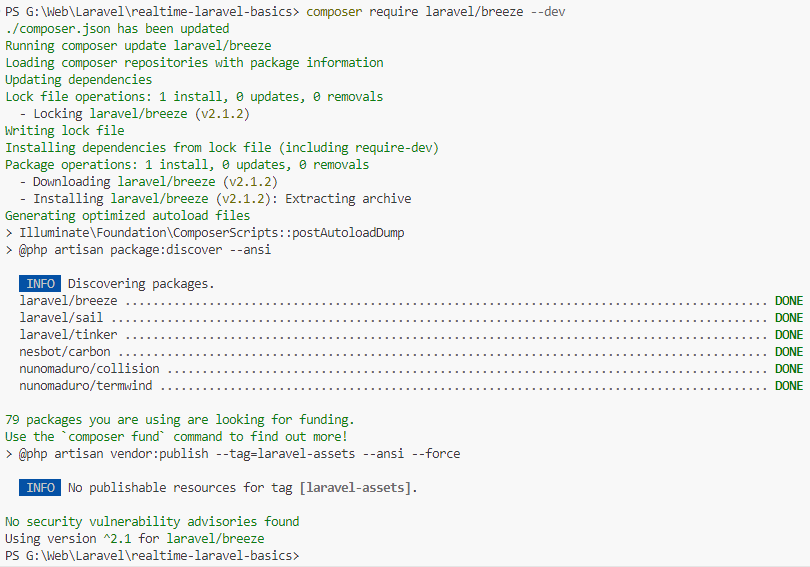 PS G:\Web\Laravel\realtime-laravel-basics> composer require laravel/breeze --dev
./composer.json has been updated
Running composer update laravel/breeze
Loading composer repositories with package information
Updating dependencies
Lock file operations: 1 install, 0 updates, 0 removals
  - Locking laravel/breeze (v2.1.2)
Writing lock file
Installing dependencies from lock file (including require-dev)
Package operations: 1 install, 0 updates, 0 removals
  - Downloading laravel/breeze (v2.1.2)
  - Installing laravel/breeze (v2.1.2): Extracting archive
Generating optimized autoload files
> Illuminate\Foundation\ComposerScripts::postAutoloadDump
> @php artisan package:discover --ansi
INFO Discovering packages.
laravel/breeze ............................................................................................. DONE
laravel/sail ............................................................................................... DONE
laravel/tinker ............................................................................................. DONE
nesbot/carbon .............................................................................................. DONE
nunomaduro/collision ....................................................................................... DONE
nunomaduro/termwind ........................................................................................ DONE
79 packages you are using are looking for funding.
Use the `composer fund` command to find out more!
> @php artisan vendor:publish --tag=laravel-assets --ansi --force
INFO No publishable resources for tag [laravel-assets].
No security vulnerability advisories found
Using version ^2.1 for laravel/breeze
PS G:\Web\Laravel\realtime-laravel-basics>